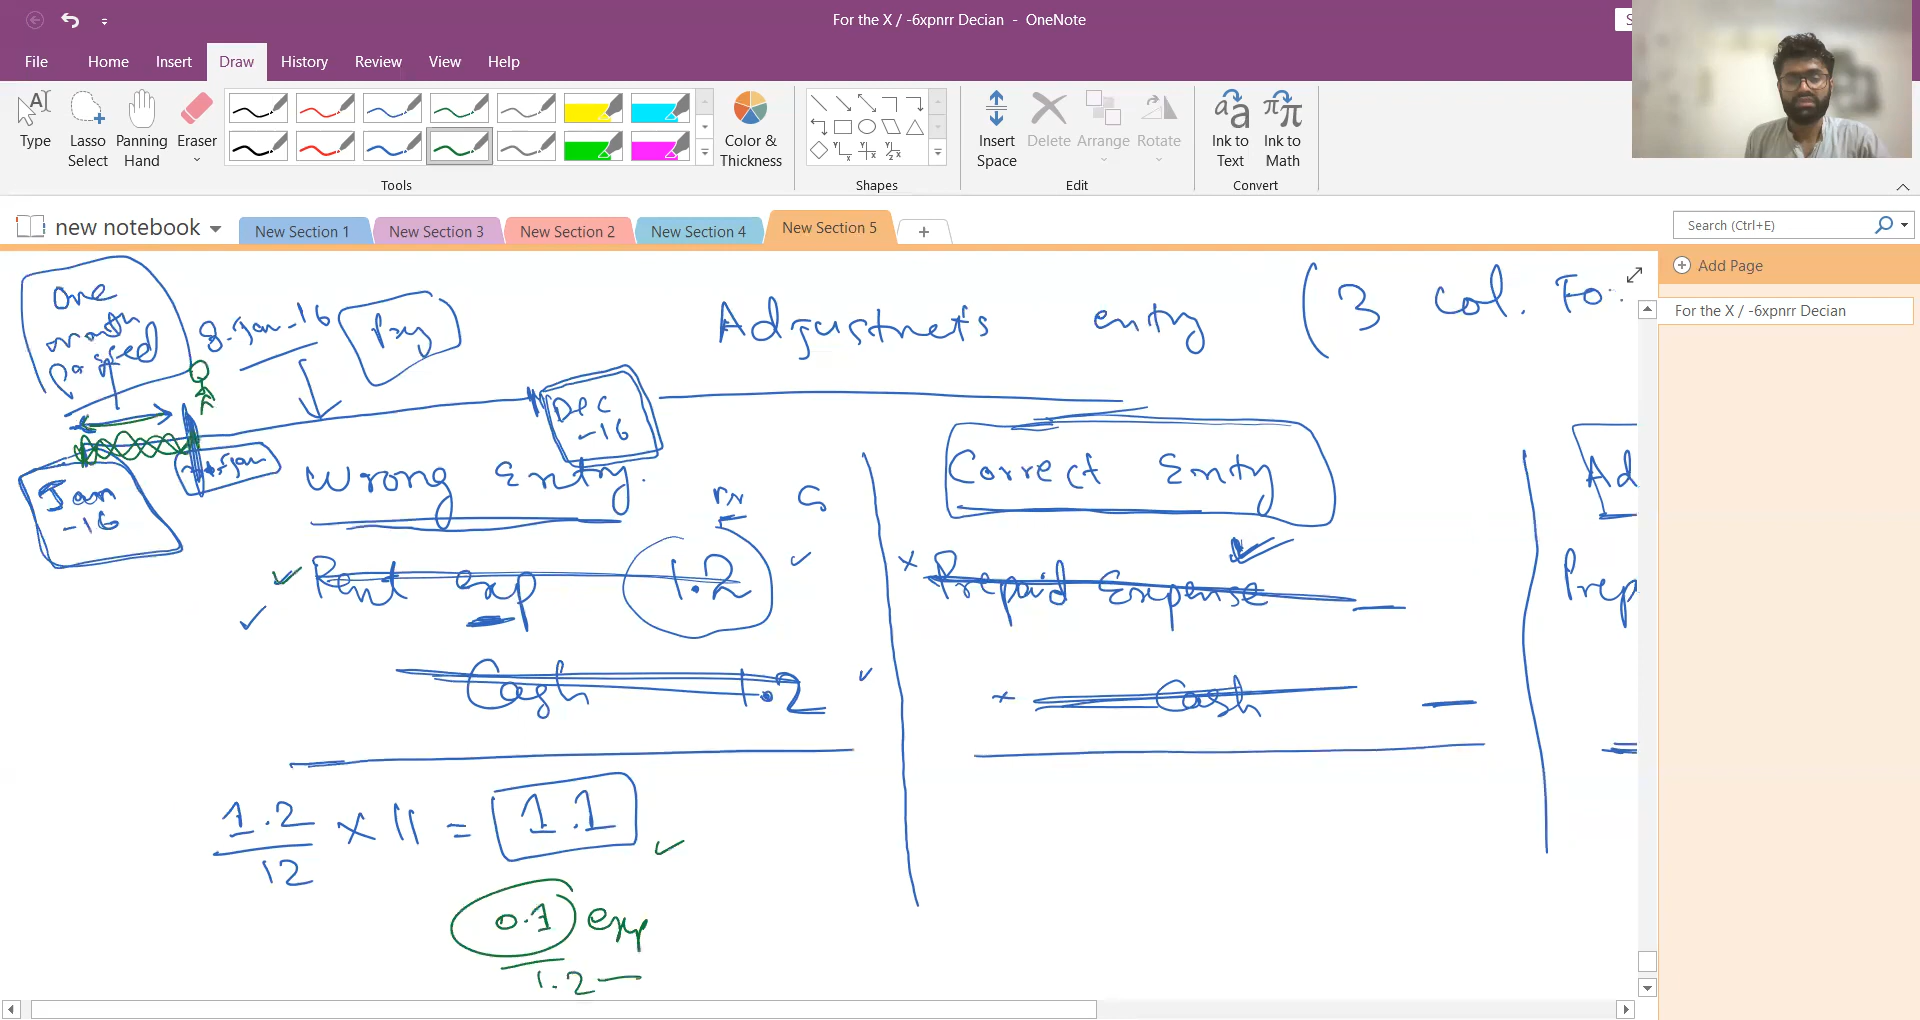 For the X / -6xpnrr Decian - OneNote
File Home Insert Draw History Review View Help
Type
Lasso Select
Panning Hand
Eraser
Color & Thickness
Insert Space
Delete
Arrange
Rotate
Ink to Text
Ink to Math
Tools
Shapes
Edit
Convert
new notebook
New Section 1
New Section 3
New Section 2
New Section 4
New Section 5
Search (Ctrl+E)
Add Page
For the X / -6xpnrr Decian
one
month
passed
8-Jan-16
Pay
Adjustnets entry (3 col. Fo
Dec
-16
Jan
-16
Wrong Entry.
Correct Entry
Ad
Rent exp 1.2
Prepaid Expense
Prep
Cash 1.2
Cash
1.2
12
× 11 = 1.1
0.1 exp
1.2